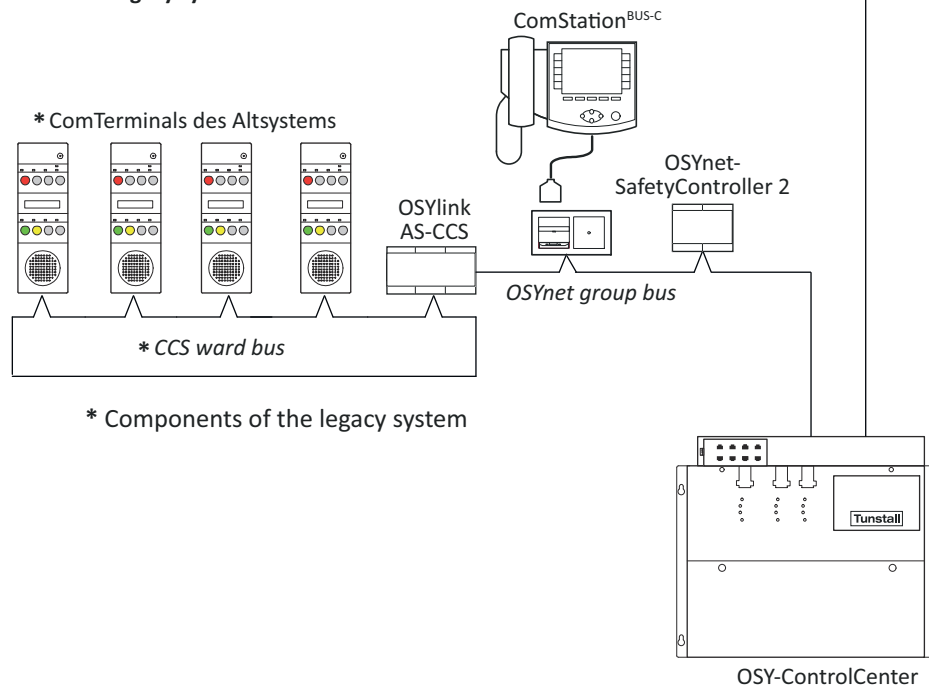 ComStation BUS-C
* ComTerminals des Altsystems
OSYnet-
SafetyController 2
OSYlink
AS-CCS
OSYnet group bus
* CCS ward bus
* Components of the legacy system
Tunstall
OSY-ControlCenter